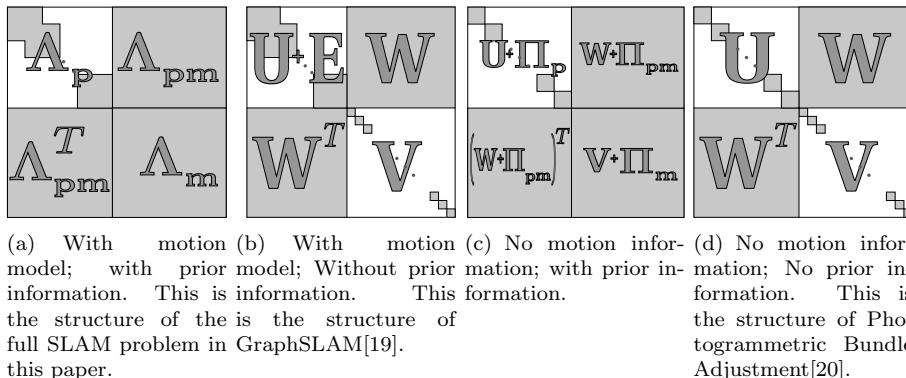 Λp Λpm
Λ^T_pm Λm
U+E W
W^T V
U+Πp W+Πpm
(W+Πpm)^T V+Πm
U W
W^T V
(a) With motion
model; with prior
information. This is
the structure of the
full SLAM problem in
this paper.
(b) With motion
model; Without prior
information. This
is the structure of
GraphSLAM[19].
(c) No motion infor-
mation; with prior in-
formation.
(d) No motion infor-
mation; No prior in-
formation. This is
the structure of Pho-
togrammetric Bundle
Adjustment[20].